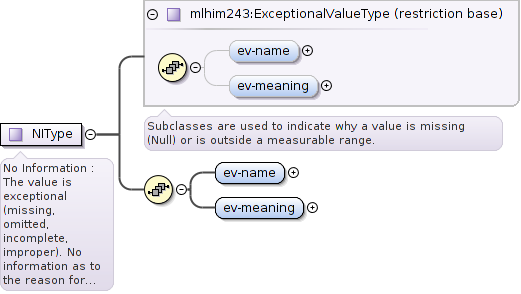 mlhim243:ExceptionalValueType (restriction base)
ev-name
ev-meaning
Subclasses are used to indicate why a value is missing
(Null) or is outside a measurable range.
NIType
No Information :
The value is
exceptional
(missing,
omitted,
incomplete,
improper). No
information as to
the reason for...
ev-name
ev-meaning